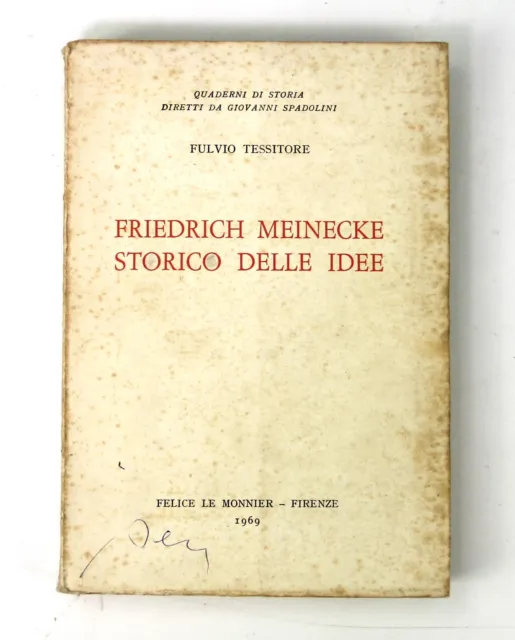 QUADERNI DI STORIA
DIRETTI DA GIOVANNI SPADOLINI
FULVIO TESSITORE
FRIEDRICH MEINECKE
STORICO DELLE IDEE
FELICE LE MONNIER – FIRENZE
1969